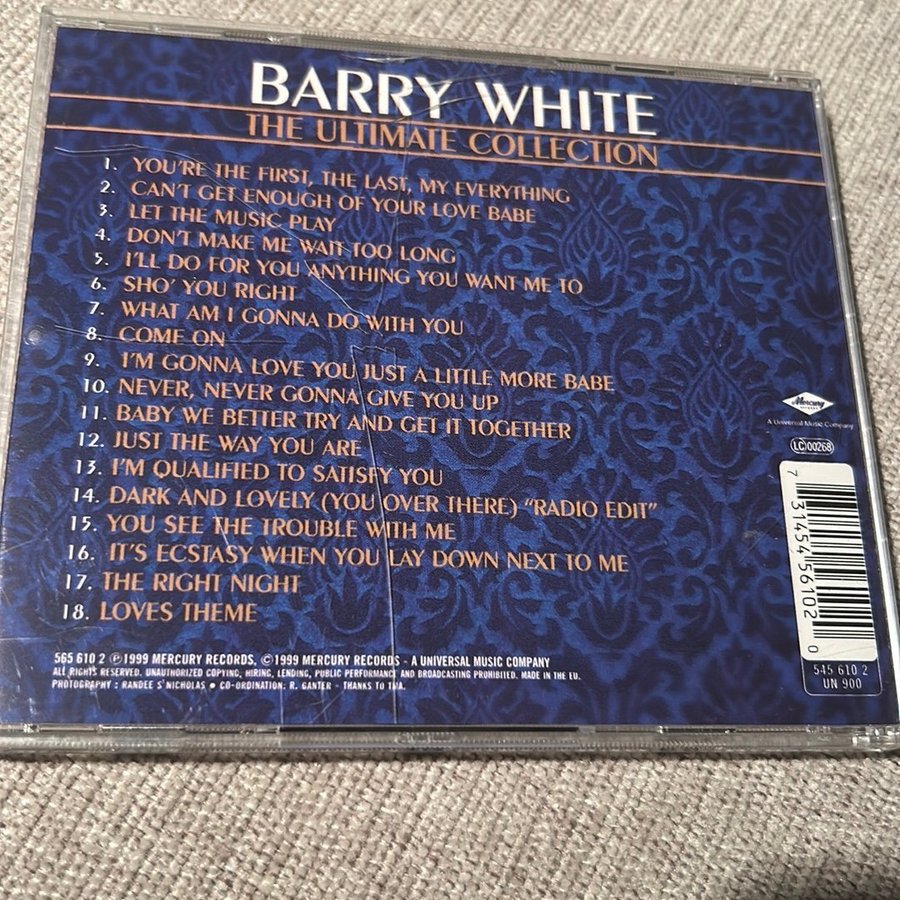 BARRY WHITE
THE ULTIMATE COLLECTION
1. YOU'RE THE FIRST, THE LAST, MY EVERYTHING
2. CAN'T GET ENOUGH OF YOUR LOVE BABE
3. LET THE MUSIC PLAY
4. DON'T MAKE ME WAIT TOO LONG
5. I'LL DO FOR YOU ANYTHING YOU WANT ME TO
6. SHO' YOU RIGHT
7. WHAT AM I GONNA DO WITH YOU
8. COME ON
9. I'M GONNA LOVE YOU JUST A LITTLE MORE BABE
10. NEVER, NEVER GONNA GIVE YOU UP
11. BABY WE BETTER TRY AND GET IT TOGETHER
12. JUST THE WAY YOU ARE
13. I'M QUALIFIED TO SATISFY YOU
14. DARK AND LOVELY (YOU OVER THERE) "RADIO EDIT"
15. YOU SEE THE TROUBLE WITH ME
16. IT'S ECSTASY WHEN YOU LAY DOWN NEXT TO ME
17. THE RIGHT NIGHT
18. LOVES THEME
Mercury
RECORDS
A Universal Music Company
LC 00268
7 31454 56102 0
545 610 2
UN 900
565 610 2 ℗1999 MERCURY RECORDS, ©1999 MERCURY RECORDS - A UNIVERSAL MUSIC COMPANY
ALL RIGHTS RESERVED. UNAUTHORIZED COPYING, HIRING, LENDING, PUBLIC PERFORMANCE AND BROADCASTING PROHIBITED. MADE IN THE EU.
PHOTOGRAPHY : RANDEE S'NICHOLAS • CO-ORDINATION: R. GANTER - THANKS TO TWA.